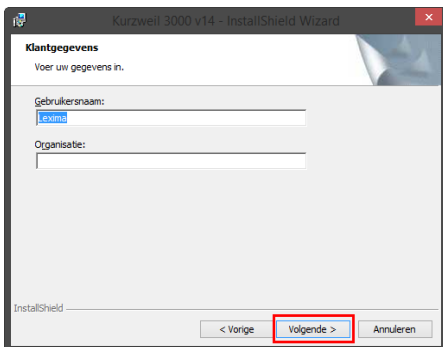 Kurzweil 3000 v14 - InstallShield Wizard
Klantgegevens
Voer uw gegevens in.
Gebruikersnaam:
Lexima
Organisatie:
InstallShield
< Vorige
Volgende >
Annuleren